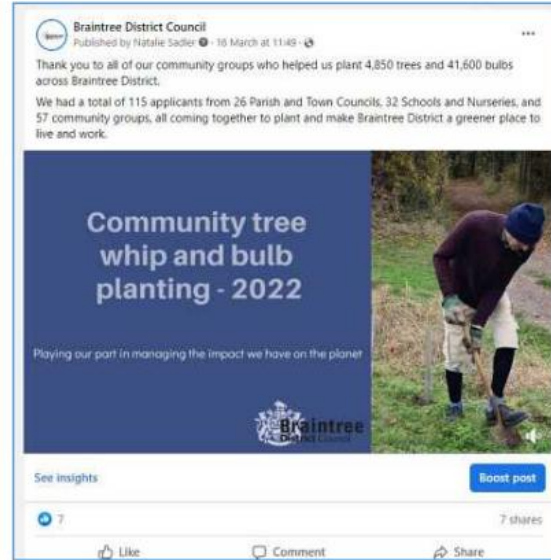 Braintree District Council
Published by Natalie Sadler · 16 March at 11:49 ·
Thank you to all of our community groups who helped us plant 4,850 trees and 41,600 bulbs
across Braintree District.
We had a total of 115 applicants from 26 Parish and Town Councils, 32 Schools and Nurseries, and
57 community groups, all coming together to plant and make Braintree District a greener place to
live and work.
Community tree
whip and bulb
planting - 2022
Playing our part in managing the impact we have on the planet
Braintree
District Council
See insights
Boost post
7
7 shares
Like
Comment
Share